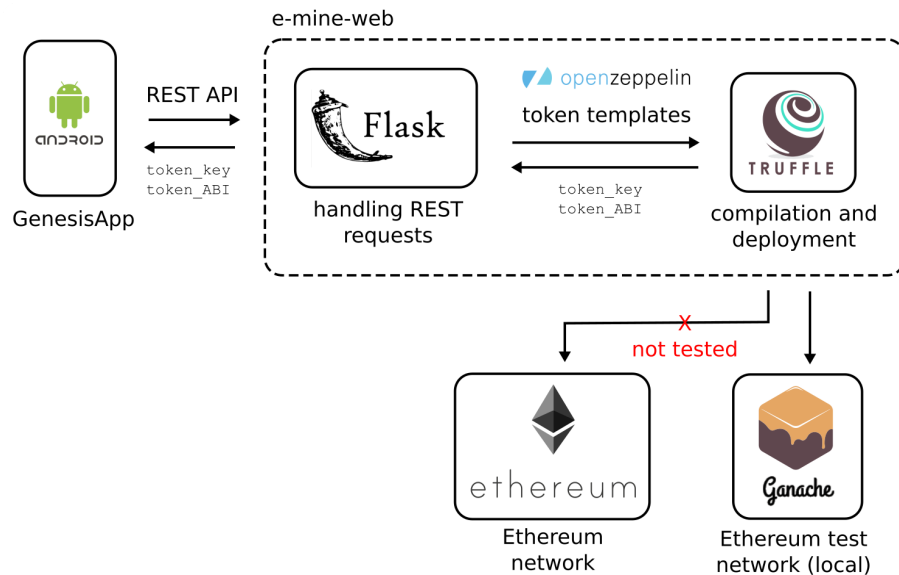 e-mine-web
android
GenesisApp
REST API
token_key
token_ABI
Flask
handling REST
requests
openzeppelin
token templates
token_key
token_ABI
TRUFFLE
compilation and
deployment
X
not tested
ethereum
Ethereum
network
Ganache
Ethereum test
network (local)